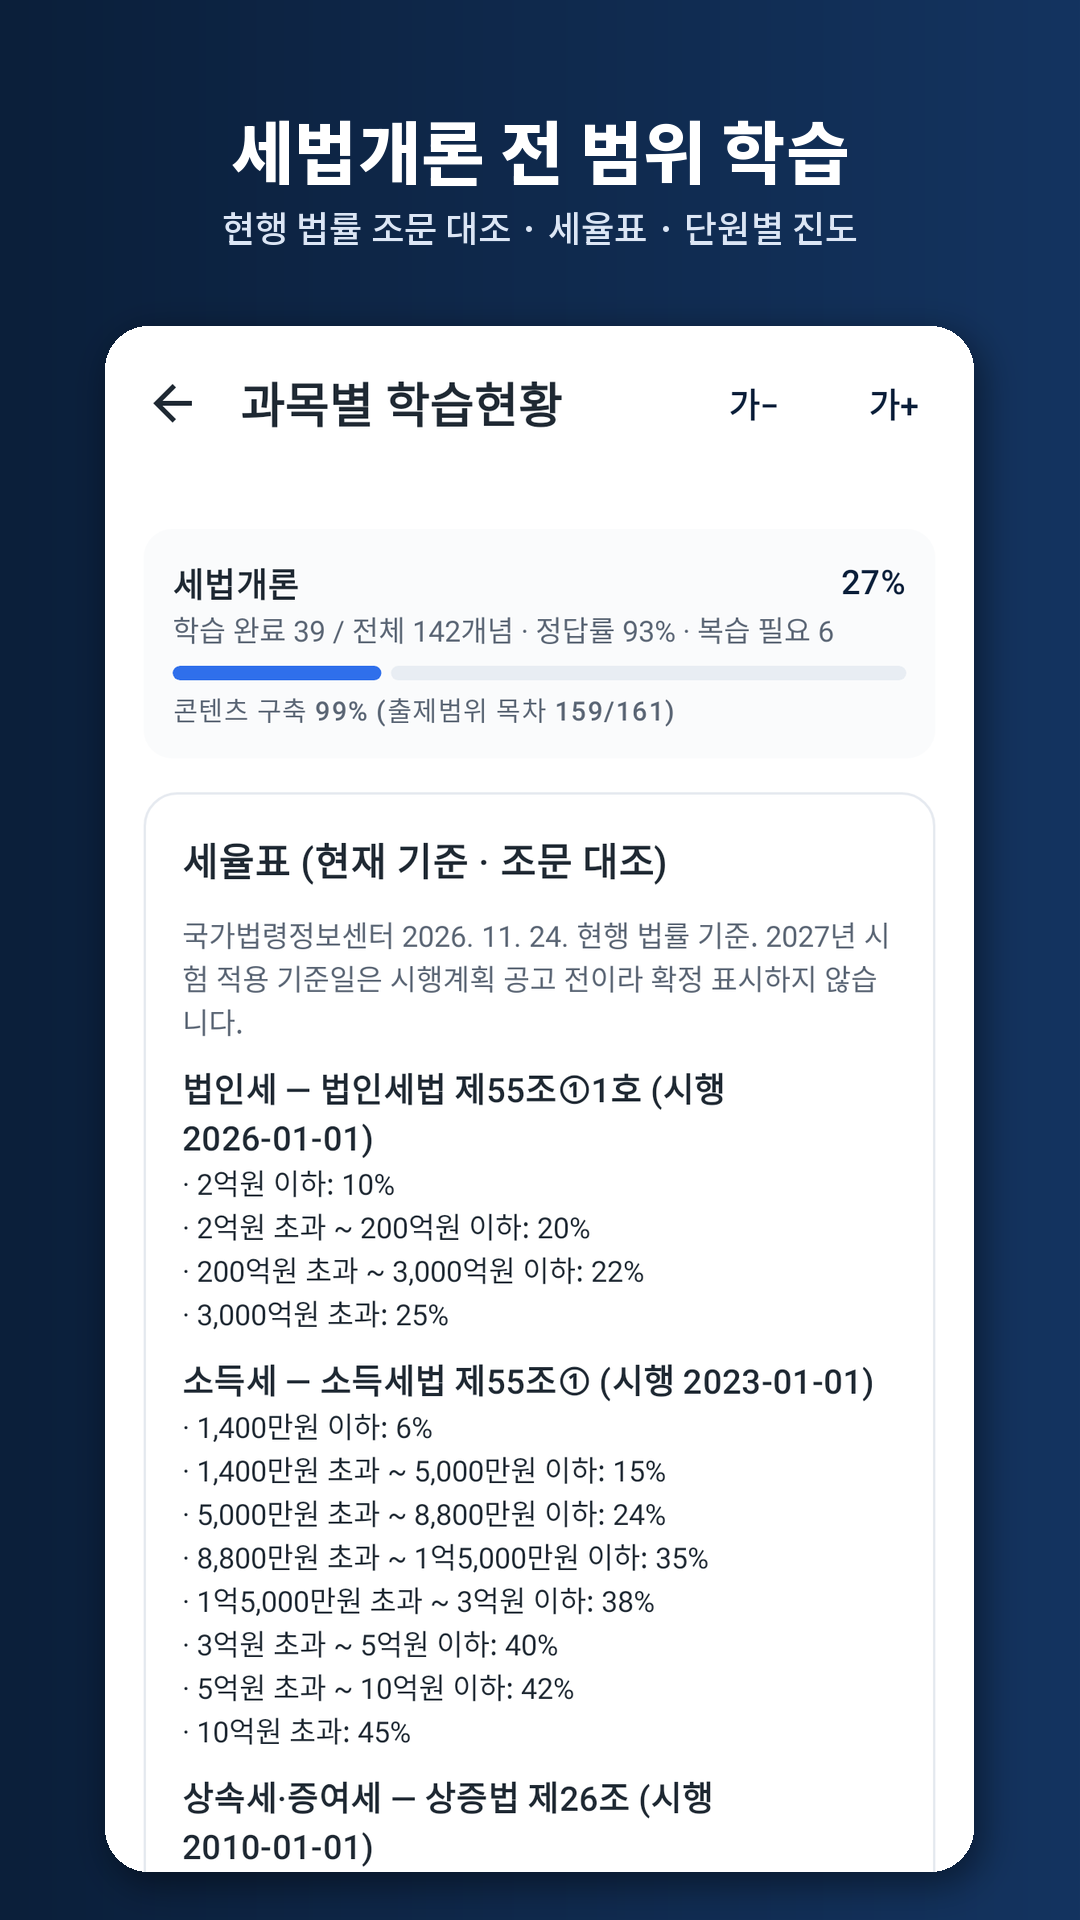 세법개론 전 범위 학습
현행 법률 조문 대조 · 세율표 · 단원별 진도
과목별 학습현황
가-
가+
세법개론
27%
학습 완료 39 / 전체 142개념 · 정답률 93% · 복습 필요 6
콘텐츠 구축 99% (출제범위 목차 159/161)
세율표 (현재 기준 · 조문 대조)
국가법령정보센터 2026. 11. 24. 현행 법률 기준. 2027년 시
험 적용 기준일은 시행계획 공고 전이라 확정 표시하지 않습
니다.
법인세 — 법인세법 제55조①1호 (시행
2026-01-01)
· 2억원 이하: 10%
· 2억원 초과 ~ 200억원 이하: 20%
· 200억원 초과 ~ 3,000억원 이하: 22%
· 3,000억원 초과: 25%
소득세 — 소득세법 제55조① (시행 2023-01-01)
· 1,400만원 이하: 6%
· 1,400만원 초과 ~ 5,000만원 이하: 15%
· 5,000만원 초과 ~ 8,800만원 이하: 24%
· 8,800만원 초과 ~ 1억5,000만원 이하: 35%
· 1억5,000만원 초과 ~ 3억원 이하: 38%
· 3억원 초과 ~ 5억원 이하: 40%
· 5억원 초과 ~ 10억원 이하: 42%
· 10억원 초과: 45%
상속세·증여세 — 상증법 제26조 (시행
2010-01-01)